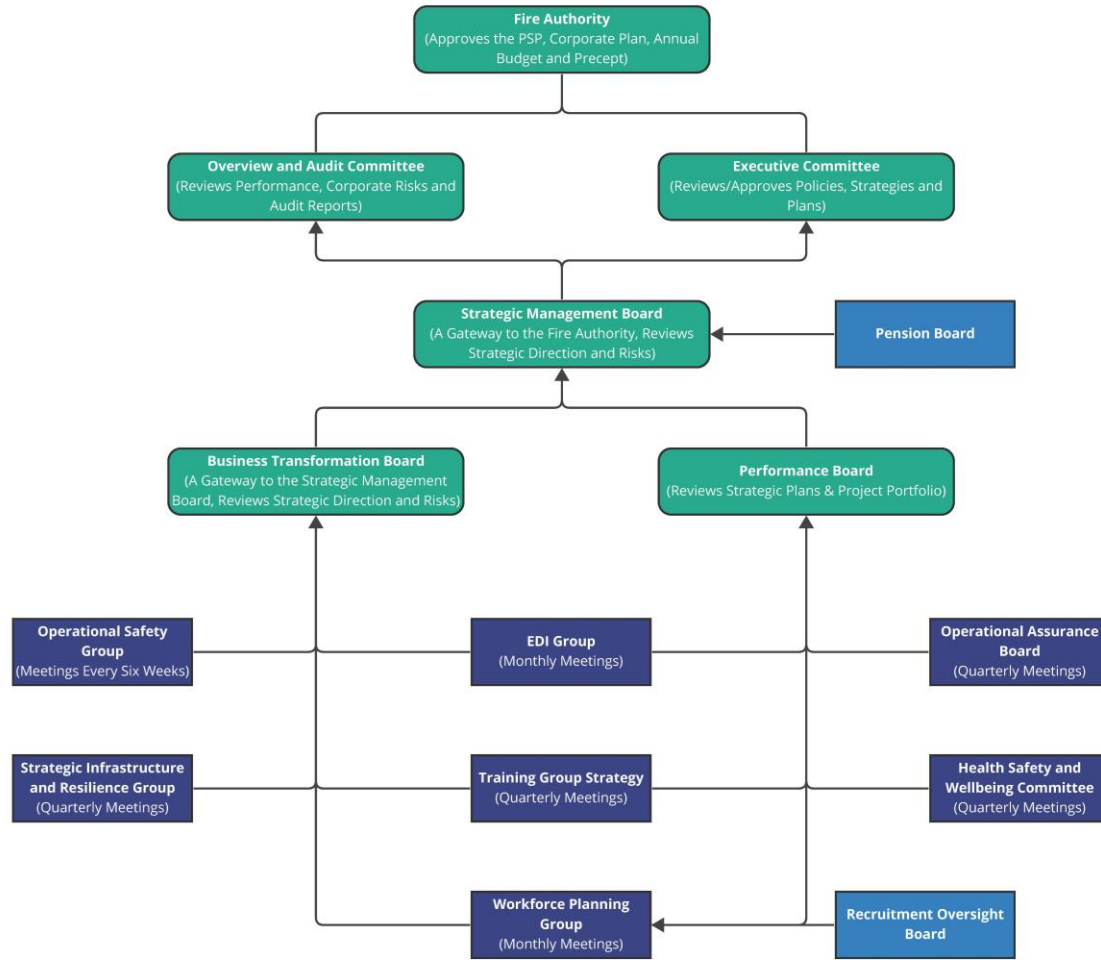 Fire Authority
(Approves the PSP, Corporate Plan, Annual
Budget and Precept)
Overview and Audit Committee
(Reviews Performance, Corporate Risks and
Audit Reports)
Executive Committee
(Reviews/Approves Policies, Strategies and
Plans)
Strategic Management Board
(A Gateway to the Fire Authority, Reviews
Strategic Direction and Risks)
Pension Board
Business Transformation Board
(A Gateway to the Strategic Management
Board, Reviews Strategic Direction and Risks)
Performance Board
(Reviews Strategic Plans & Project Portfolio)
Operational Safety
Group
(Meetings Every Six Weeks)
EDI Group
(Monthly Meetings)
Operational Assurance
Board
(Quarterly Meetings)
Strategic Infrastructure
and Resilience Group
(Quarterly Meetings)
Training Group Strategy
(Quarterly Meetings)
Health Safety and
Wellbeing Committee
(Quarterly Meetings)
Workforce Planning
Group
(Monthly Meetings)
Recruitment Oversight
Board